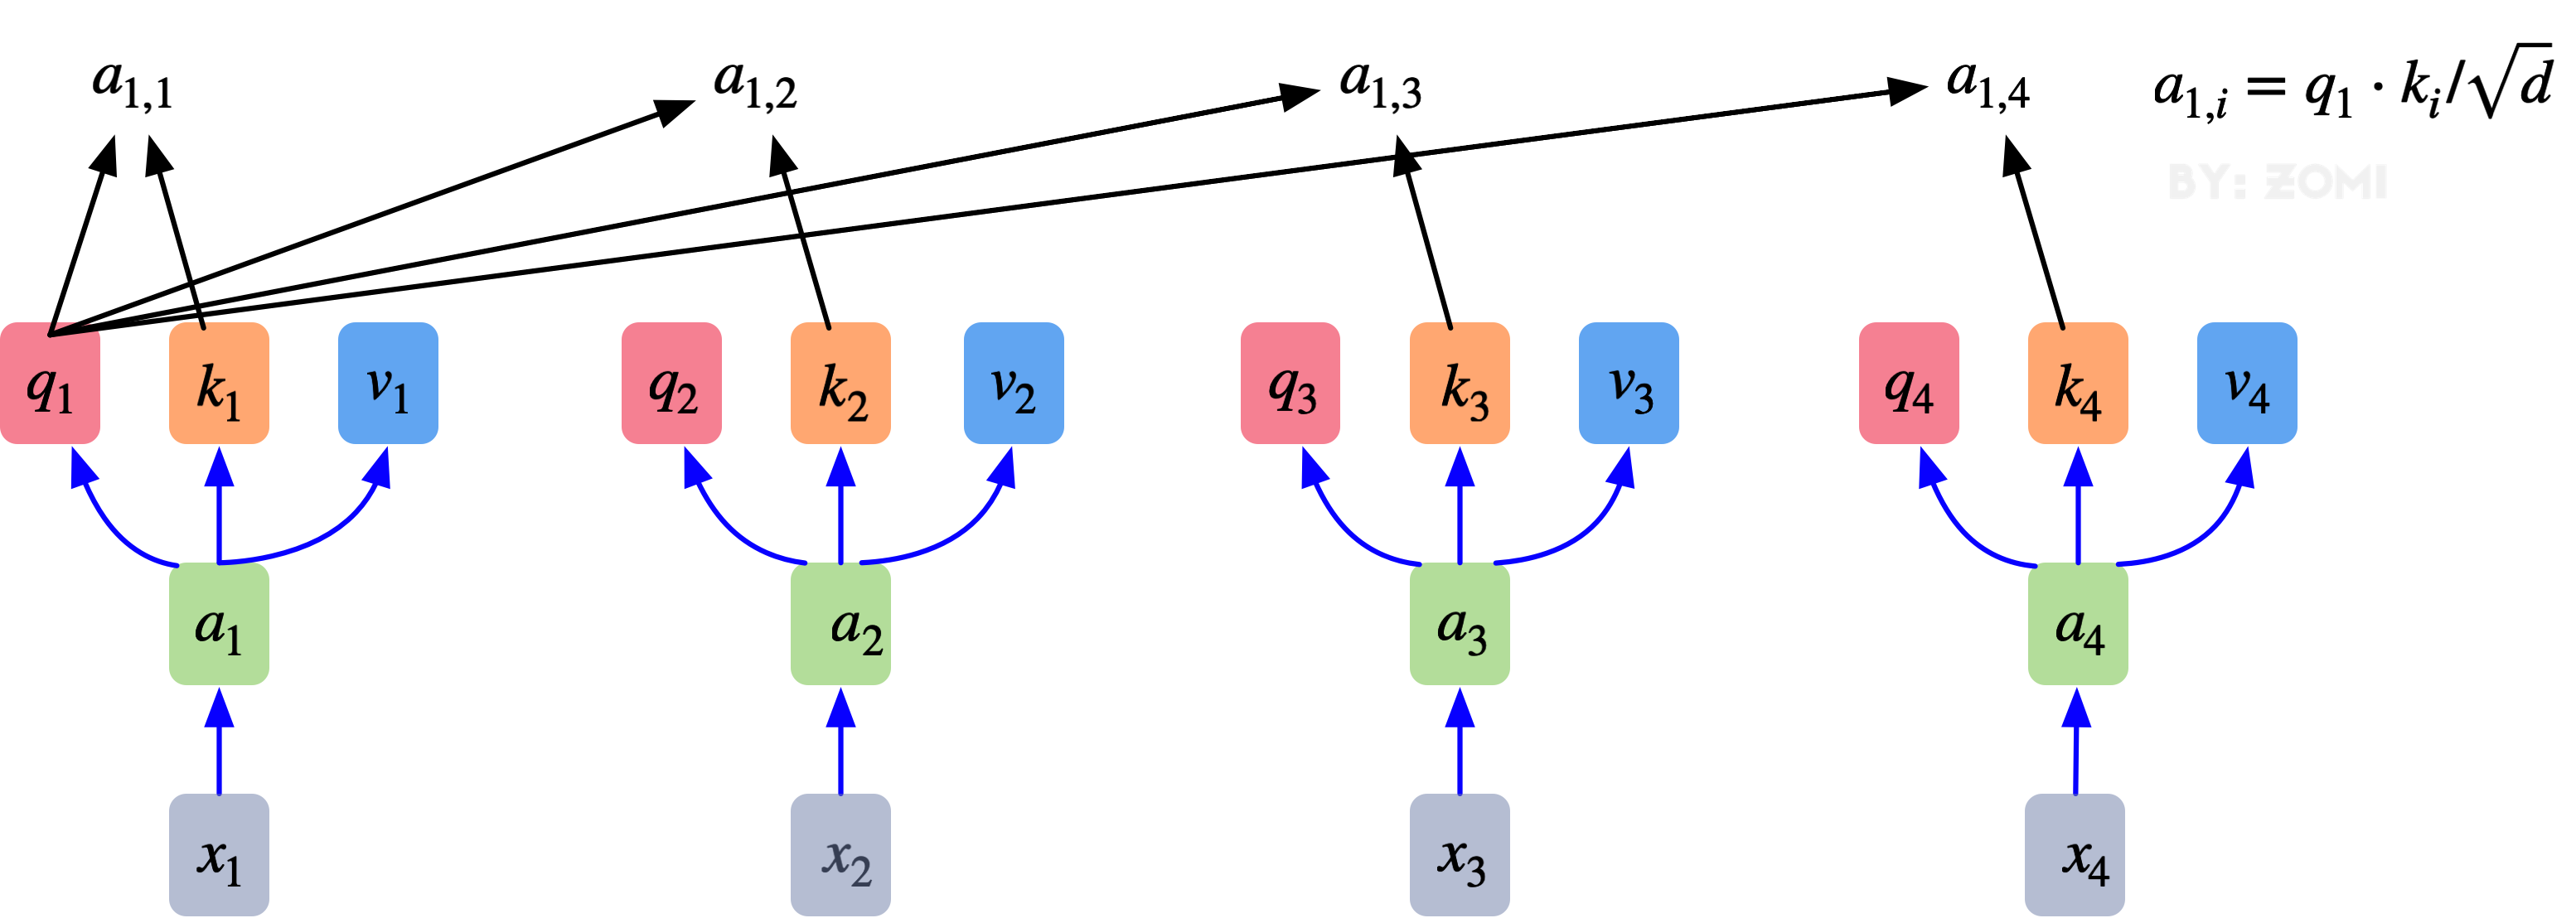 a1,1 a1,2 a1,3 a1,4 a1,i = q1 · ki/√d
BY: ZOMI
q1 k1 v1 q2 k2 v2 q3 k3 v3 q4 k4 v4
a1 a2 a3 a4
x1 x2 x3 x4